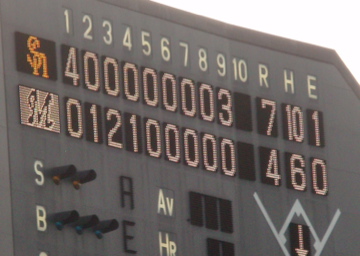 1 2 3 4 5 6 7 8 9 10 R H E
4 0 0 0 0 0 0 0 3 7 10 1
M 0 1 2 1 0 0 0 0 0 4 6 0
S A AV
B E HR